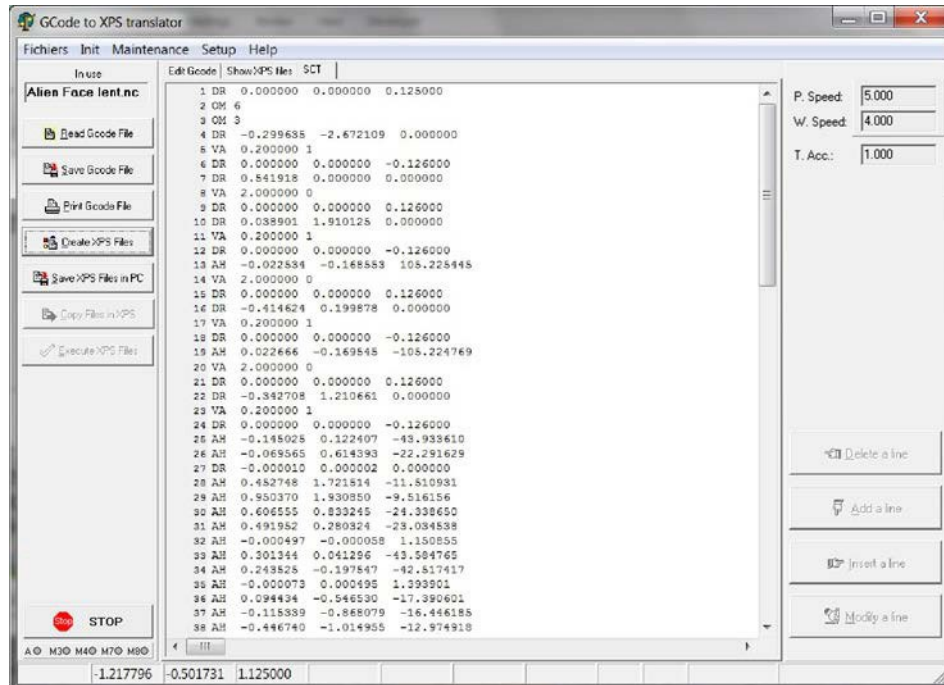 GCode to XPS translator
Fichiers Init Maintenance Setup Help
In use
Alien Face lent.nc
Read Gcode File
Save Gcode File
Print Gcode File
Create XPS Files
Save XPS Files in PC
Copy Files in XPS
Execute XPS Files
STOP
A M30 M40 M70 M80
Edit Gcode Show XPS files SCT
1 DR 0.000000 0.000000 0.125000
2 OM 6
3 OM 3
4 DR -0.299635 -2.672109 0.000000
5 VA 0.200000 1
6 DR 0.000000 0.000000 -0.126000
7 DR 0.541918 0.000000 0.000000
8 VA 2.000000 0
9 DR 0.000000 0.000000 0.126000
10 DR 0.038901 1.910125 0.000000
11 VA 0.200000 1
12 DR 0.000000 0.000000 -0.126000
13 AH -0.022534 -0.168553 105.225445
14 VA 2.000000 0
15 DR 0.000000 0.000000 0.126000
16 DR -0.414624 0.199878 0.000000
17 VA 0.200000 1
18 DR 0.000000 0.000000 -0.126000
19 AH 0.022666 -0.169545 -105.224769
20 VA 2.000000 0
21 DR 0.000000 0.000000 0.126000
22 DR -0.342708 1.210661 0.000000
23 VA 0.200000 1
24 DR 0.000000 0.000000 -0.126000
25 AH -0.145025 0.122407 -43.933610
26 AH -0.069565 0.614393 -22.291629
27 DR -0.000010 0.000002 0.000000
28 AH 0.452748 1.721514 -11.510931
29 AH 0.950370 1.930850 -9.516156
30 AH 0.606555 0.833245 -24.338650
31 AH 0.491952 0.280324 -23.034538
32 AH -0.000497 -0.000058 1.150855
33 AH 0.301344 0.041296 -43.584765
34 AH 0.243525 -0.197547 -42.517417
35 AH -0.000073 0.000495 1.393901
36 AH 0.094434 -0.546530 -17.390601
37 AH -0.115339 -0.868079 -16.446185
38 AH -0.446740 -1.014955 -12.974918
P. Speed: 5.000
W. Speed: 4.000
T. Acc.: 1.000
Delete a line
Add a line
Insert a line
Modify a line
-1.217796 -0.501731 1.125000